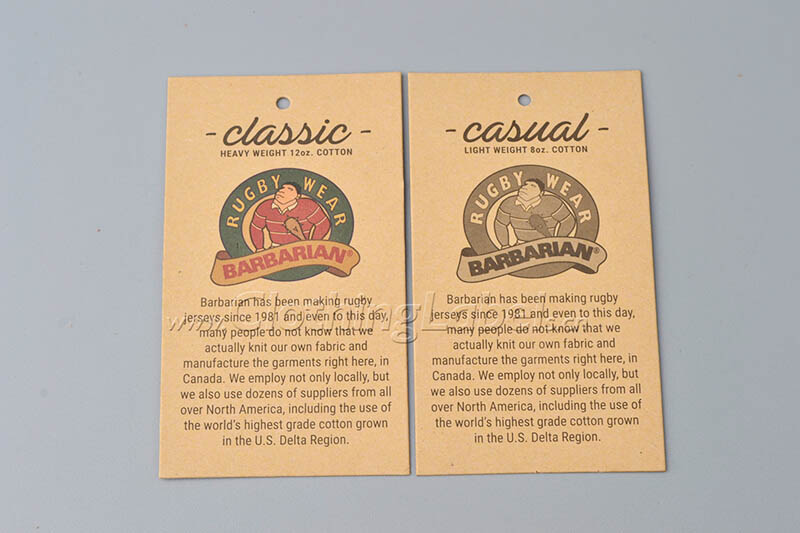 - classic -
HEAVY WEIGHT 12oz. COTTON
RUGBY WEAR
BARBARIAN®
Barbarian has been making rugby
jerseys since 1981 and even to this day,
many people do not know that we
actually knit our own fabric and
manufacture the garments right here, in
Canada. We employ not only locally, but
we also use dozens of suppliers from all
over North America, including the use of
the world's highest grade cotton grown
in the U.S. Delta Region.
- casual -
LIGHT WEIGHT 8oz. COTTON
RUGBY WEAR
BARBARIAN®
Barbarian has been making rugby
jerseys since 1981 and even to this day,
many people do not know that we
actually knit our own fabric and
manufacture the garments right here, in
Canada. We employ not only locally, but
we also use dozens of suppliers from all
over North America, including the use of
the world's highest grade cotton grown
in the U.S. Delta Region.